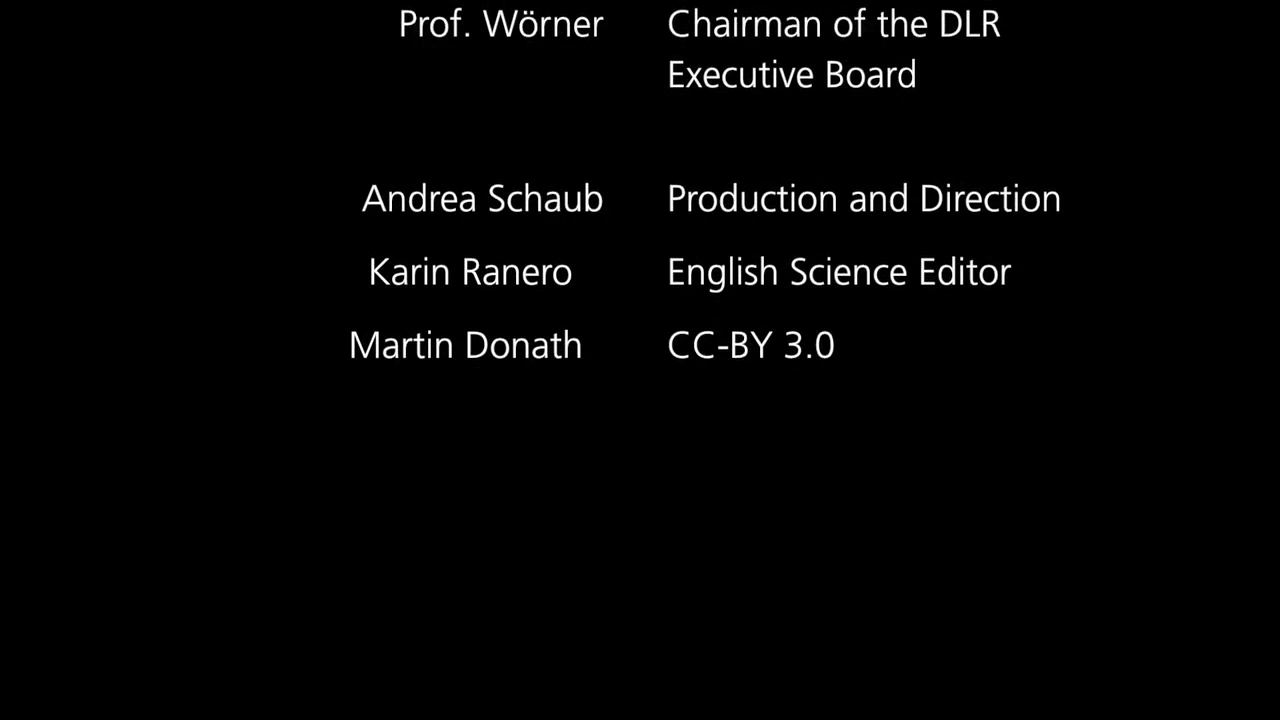 Prof. Wörner Chairman of the DLR
Executive Board
Andrea Schaub Production and Direction
Karin Ranero English Science Editor
Martin Donath CC-BY 3.0